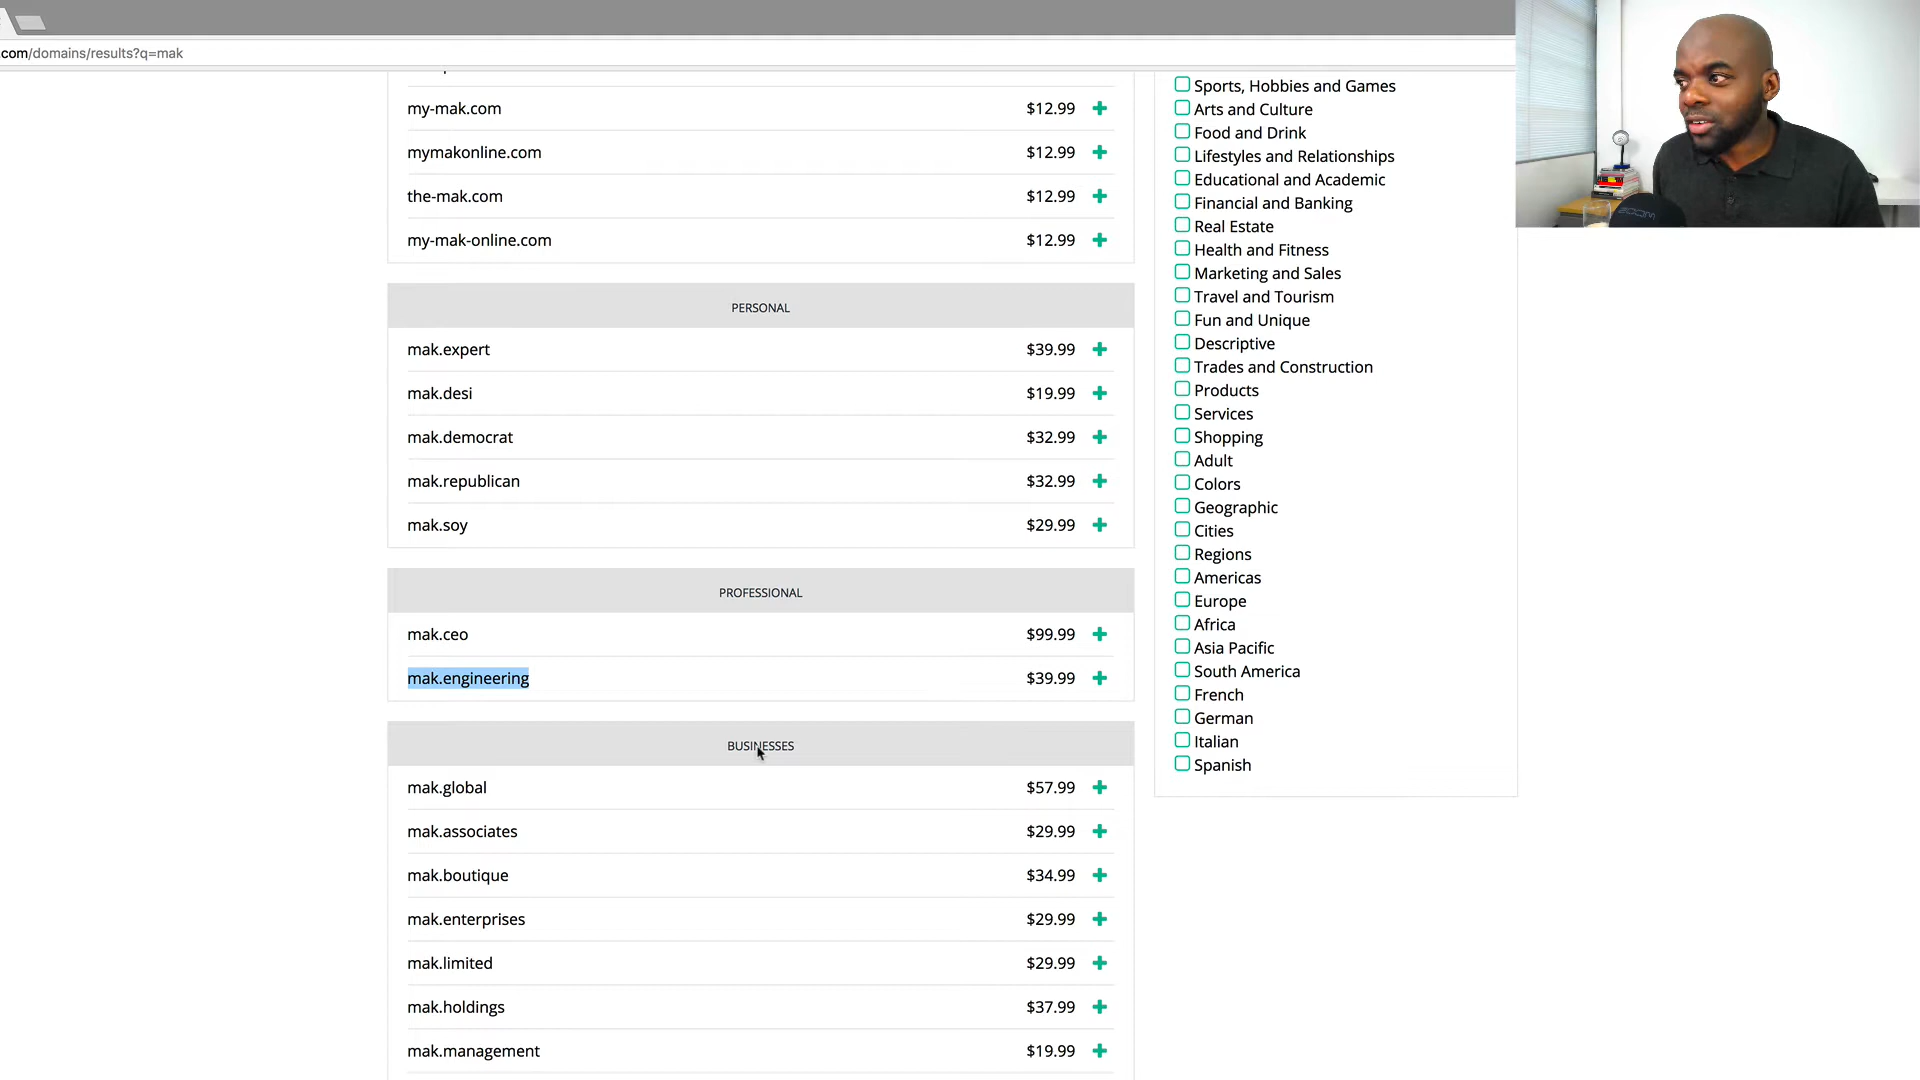 .com/domains/results?q=mak
my-mak.com $12.99
mymakonline.com $12.99
the-mak.com $12.99
my-mak-online.com $12.99
PERSONAL
mak.expert $39.99
mak.desi $19.99
mak.democrat $32.99
mak.republican $32.99
mak.soy $29.99
PROFESSIONAL
mak.ceo $99.99
mak.engineering $39.99
BUSINESSES
mak.global $57.99
mak.associates $29.99
mak.boutique $34.99
mak.enterprises $29.99
mak.limited $29.99
mak.holdings $37.99
mak.management $19.99
Sports, Hobbies and Games
Arts and Culture
Food and Drink
Lifestyles and Relationships
Educational and Academic
Financial and Banking
Real Estate
Health and Fitness
Marketing and Sales
Travel and Tourism
Fun and Unique
Descriptive
Trades and Construction
Products
Services
Shopping
Adult
Colors
Geographic
Cities
Regions
Americas
Europe
Africa
Asia Pacific
South America
French
German
Italian
Spanish
zoom